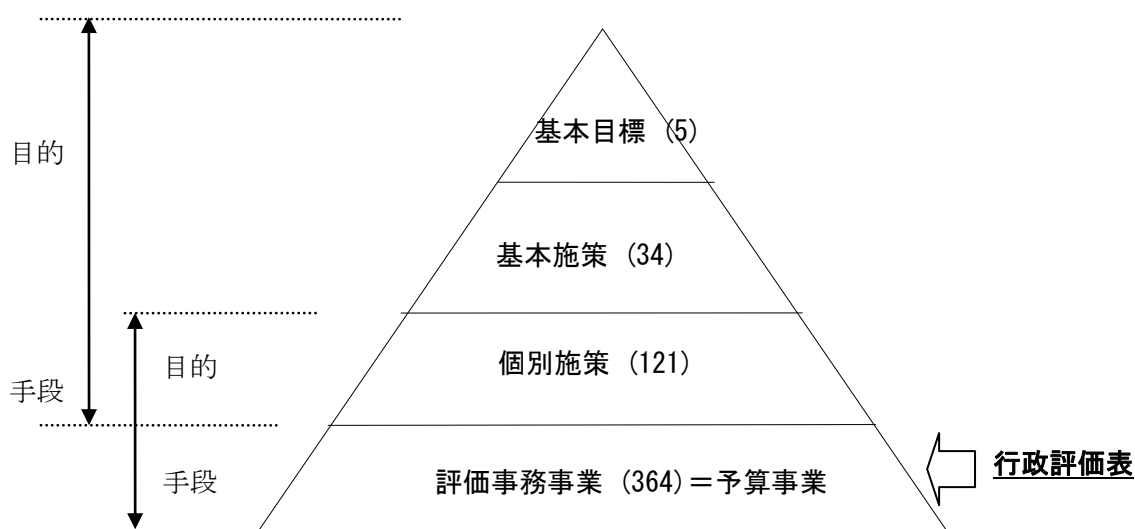 基本目標 (5)
目的
基本施策 (34)
個別施策 (121)
目的
手段
行政評価表
評価事務事業 (364)＝予算事業
手段